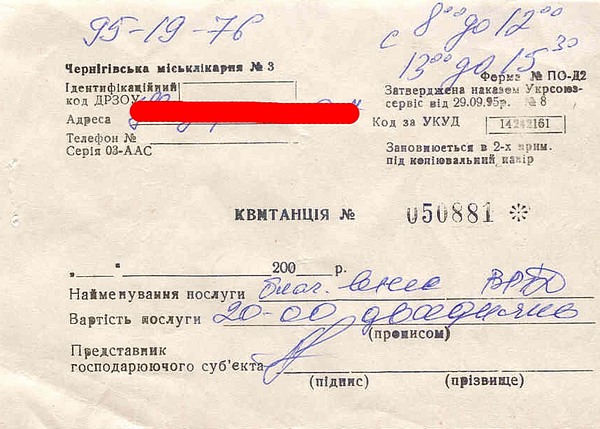 95-19-76
с 8⁰⁰ до 12⁰⁰
13⁰⁰ до 15³⁰
Чернігівська міськлікарня № 3
Ідентифікаційний
код ДРЗОУ
Адреса
Телефон №
Серія 03-ААС
Форма № ПО-Д2
Затверджена наказом Укрсоюз-
сервіс від 29.09.95р. № 8
Код за УКУД 14242161
Заповнюється в 2-х прим.
під копіювальний папір
КВИТАНЦІЯ № 050881 ※
„ “ 200 р.
Найменування послуги благ. внис ВРВД
Вартість послуги 20-00 двадцять
(прописом)
Представник
господарюючого суб'єкта
(підпис) (прізвище)